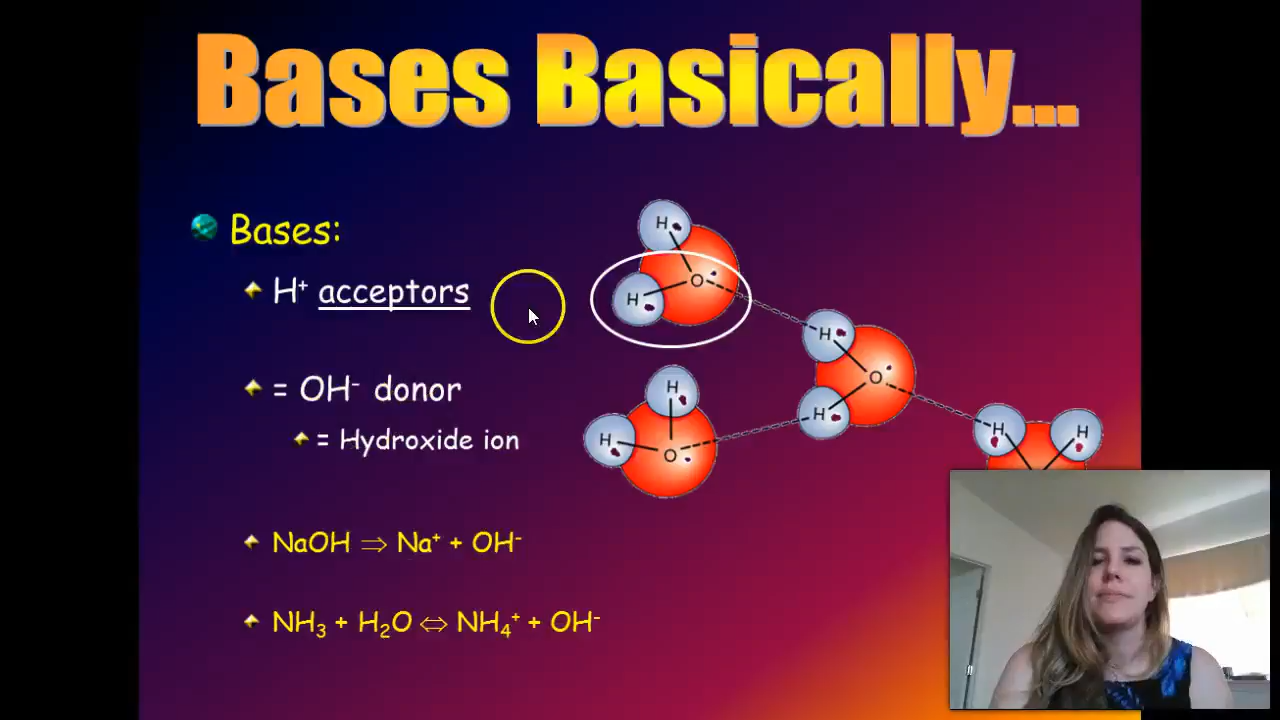 Bases Basically...
Bases:
H⁺ acceptors
= OH⁻ donor
= Hydroxide ion
NaOH ⇒ Na⁺ + OH⁻
NH₃ + H₂O ⇔ NH₄⁺ + OH⁻
H
H
O
H
O
H
H
H
O
H
H